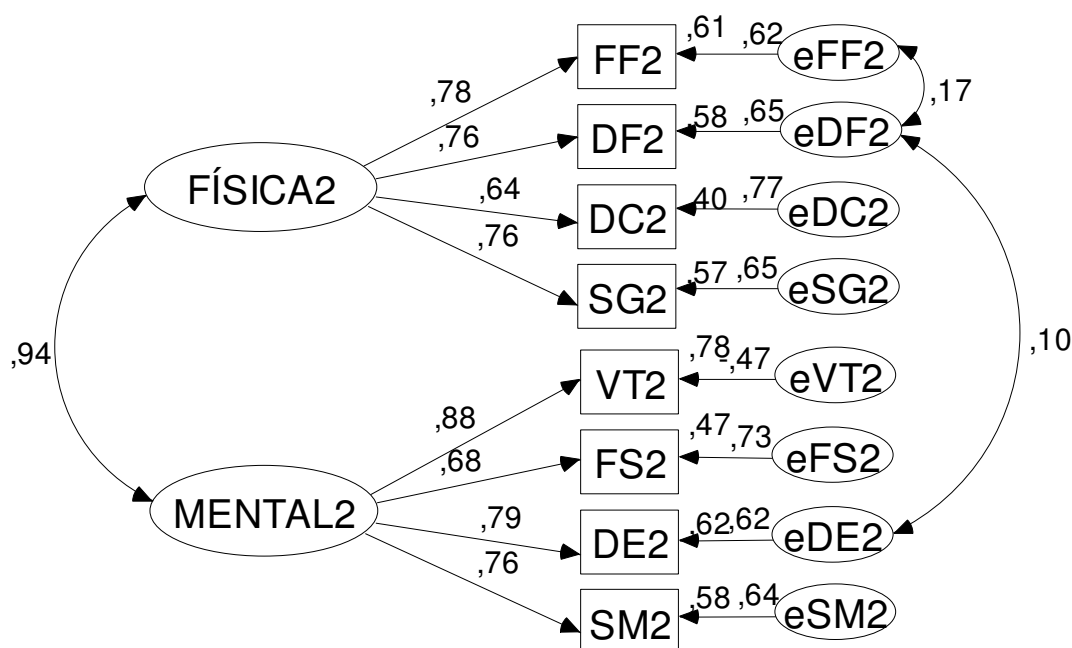 ,61
,62
FF2
eFF2
,78
,17
,58
,65
,76
DF2
eDF2
FÍSICA2
,64
,40
,77
DC2
eDC2
,76
,57
,65
SG2
eSG2
,94
,10
,78
-,47
VT2
eVT2
,88
,47
,73
,68
FS2
eFS2
MENTAL2
,79
,62
,62
DE2
eDE2
,76
,58
,64
SM2
eSM2